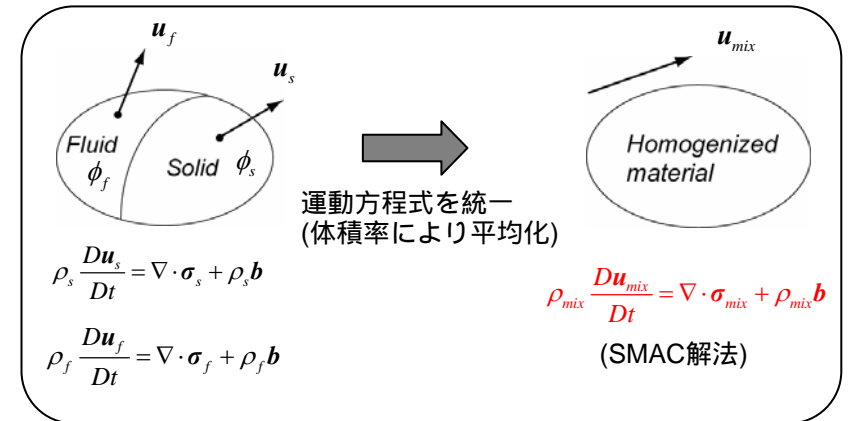 u_f
u_s
Fluid
ϕ_f
Solid ϕ_s
ρ_s Du_s/Dt = ∇·σ_s + ρ_s b
ρ_f Du_f/Dt = ∇·σ_f + ρ_f b
運動方程式を統一
(体積率により平均化)
u_mix
Homogenized
material
ρ_mix Du_mix/Dt = ∇·σ_mix + ρ_mix b
(SMAC解法)